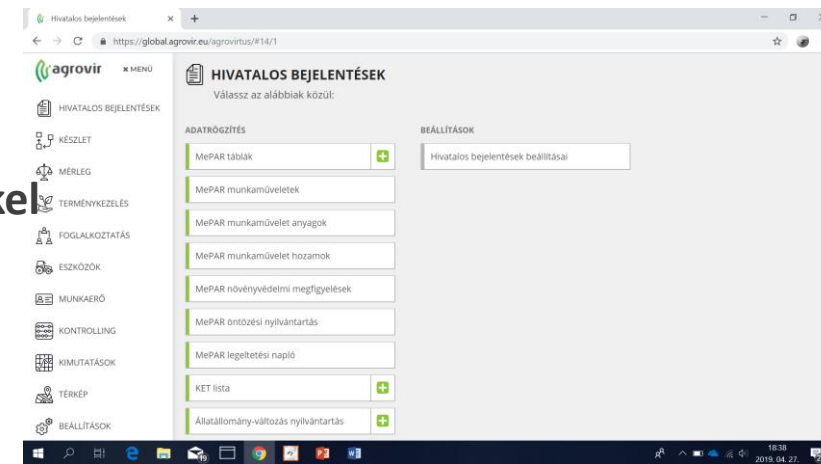 Hivatalos bejelentések
https://global.agrovir.eu/agrovirtus/#14/1
agrovir
× MENÜ
HIVATALOS BEJELENTÉSEK
KÉSZLET
MÉRLEG
TERMÉNYKEZELÉS
FOGLALKOZTATÁS
ESZKÖZÖK
MUNKAERŐ
KONTROLLING
KIMUTATÁSOK
TÉRKÉP
BEÁLLÍTÁSOK
kel
HIVATALOS BEJELENTÉSEK
Válassz az alábbiak közül:
ADATRÖGZÍTÉS
MePAR táblák
MePAR munkaműveletek
MePAR munkaművelet anyagok
MePAR munkaművelet hozamok
MePAR növényvédelmi megfigyelések
MePAR öntözési nyilvántartás
MePAR legeltetési napló
KET lista
Állatállomány-változás nyilvántartás
BEÁLLÍTÁSOK
Hivatalos bejelentések beállításai
18:38
2019. 04. 27.